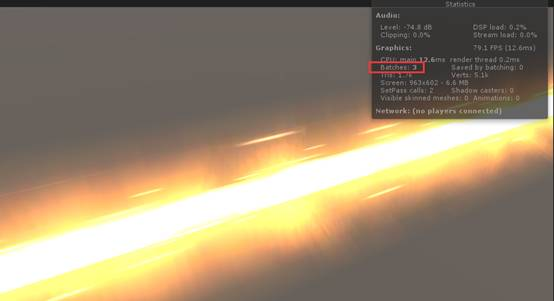 Statistics
Audio:
Level: -74.8 dB DSP load: 0.2%
Clipping: 0.0% Stream load: 0.0%
Graphics: 79.1 FPS (12.6ms)
CPU: main 12.6ms render thread 0.2ms
Batches: 3 Saved by batching: 0
Tris: 1.7k Verts: 5.1k
Screen: 963x602 - 6.6 MB
SetPass calls: 2 Shadow casters: 0
Visible skinned meshes: 0 Animations: 0
Network: (no players connected)